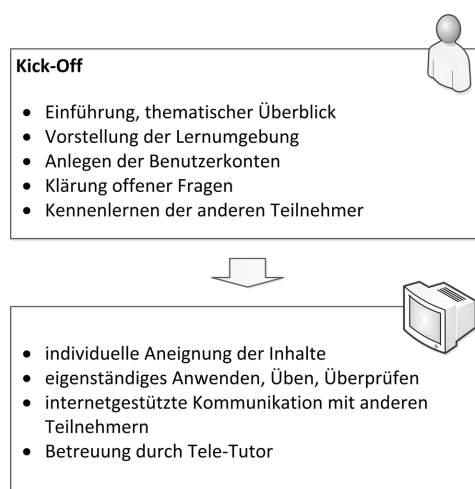 Kick-Off
• Einführung, thematischer Überblick
• Vorstellung der Lernumgebung
• Anlegen der Benutzerkonten
• Klärung offener Fragen
• Kennenlernen der anderen Teilnehmer
• individuelle Aneignung der Inhalte
• eigenständiges Anwenden, Üben, Überprüfen
• internetgestützte Kommunikation mit anderen
Teilnehmern
• Betreuung durch Tele-Tutor